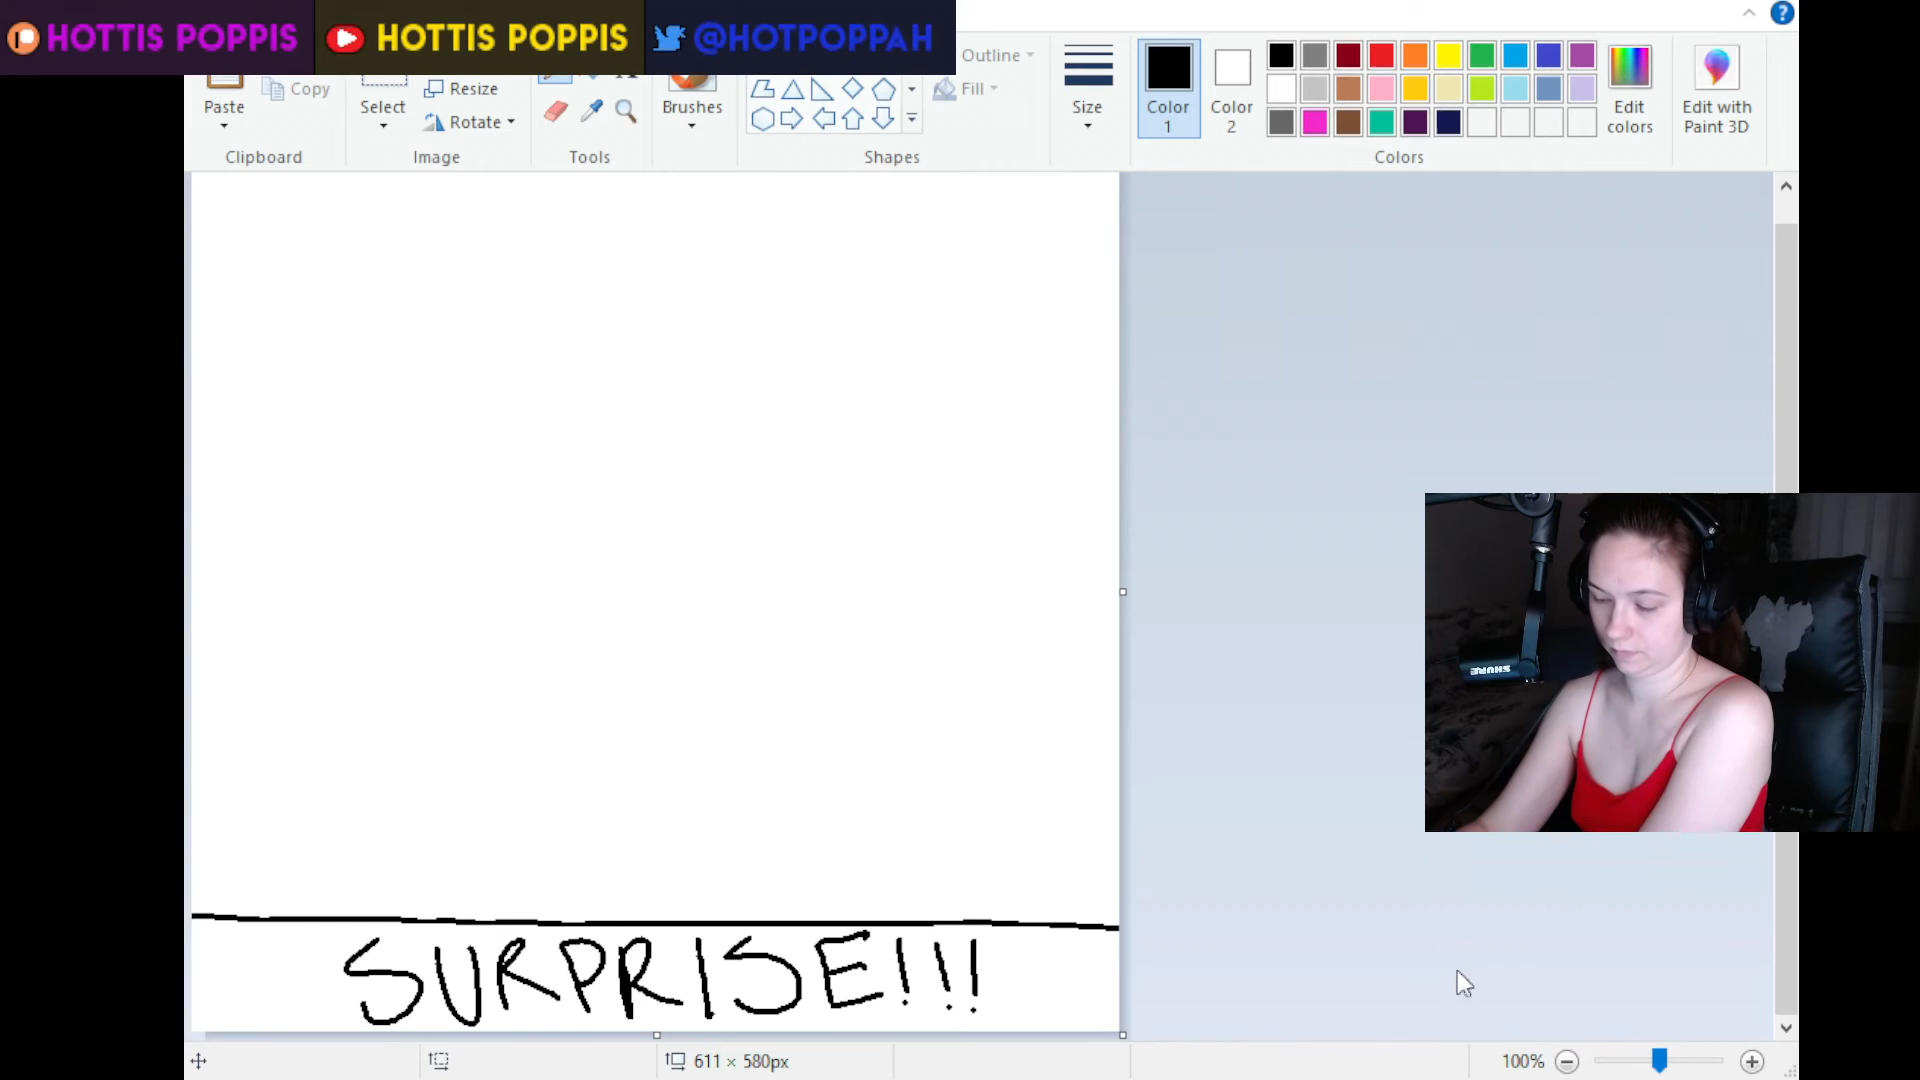 HOTTIS POPPIS HOTTIS POPPIS @HOTPOPPAH
Outline
Paste Copy Select Resize Rotate Brushes Fill Size Color 1 Color 2 Edit colors Edit with Paint 3D
Clipboard Image Tools Shapes Colors
SHURE
SURPRISE!!!
611 × 580px 100%